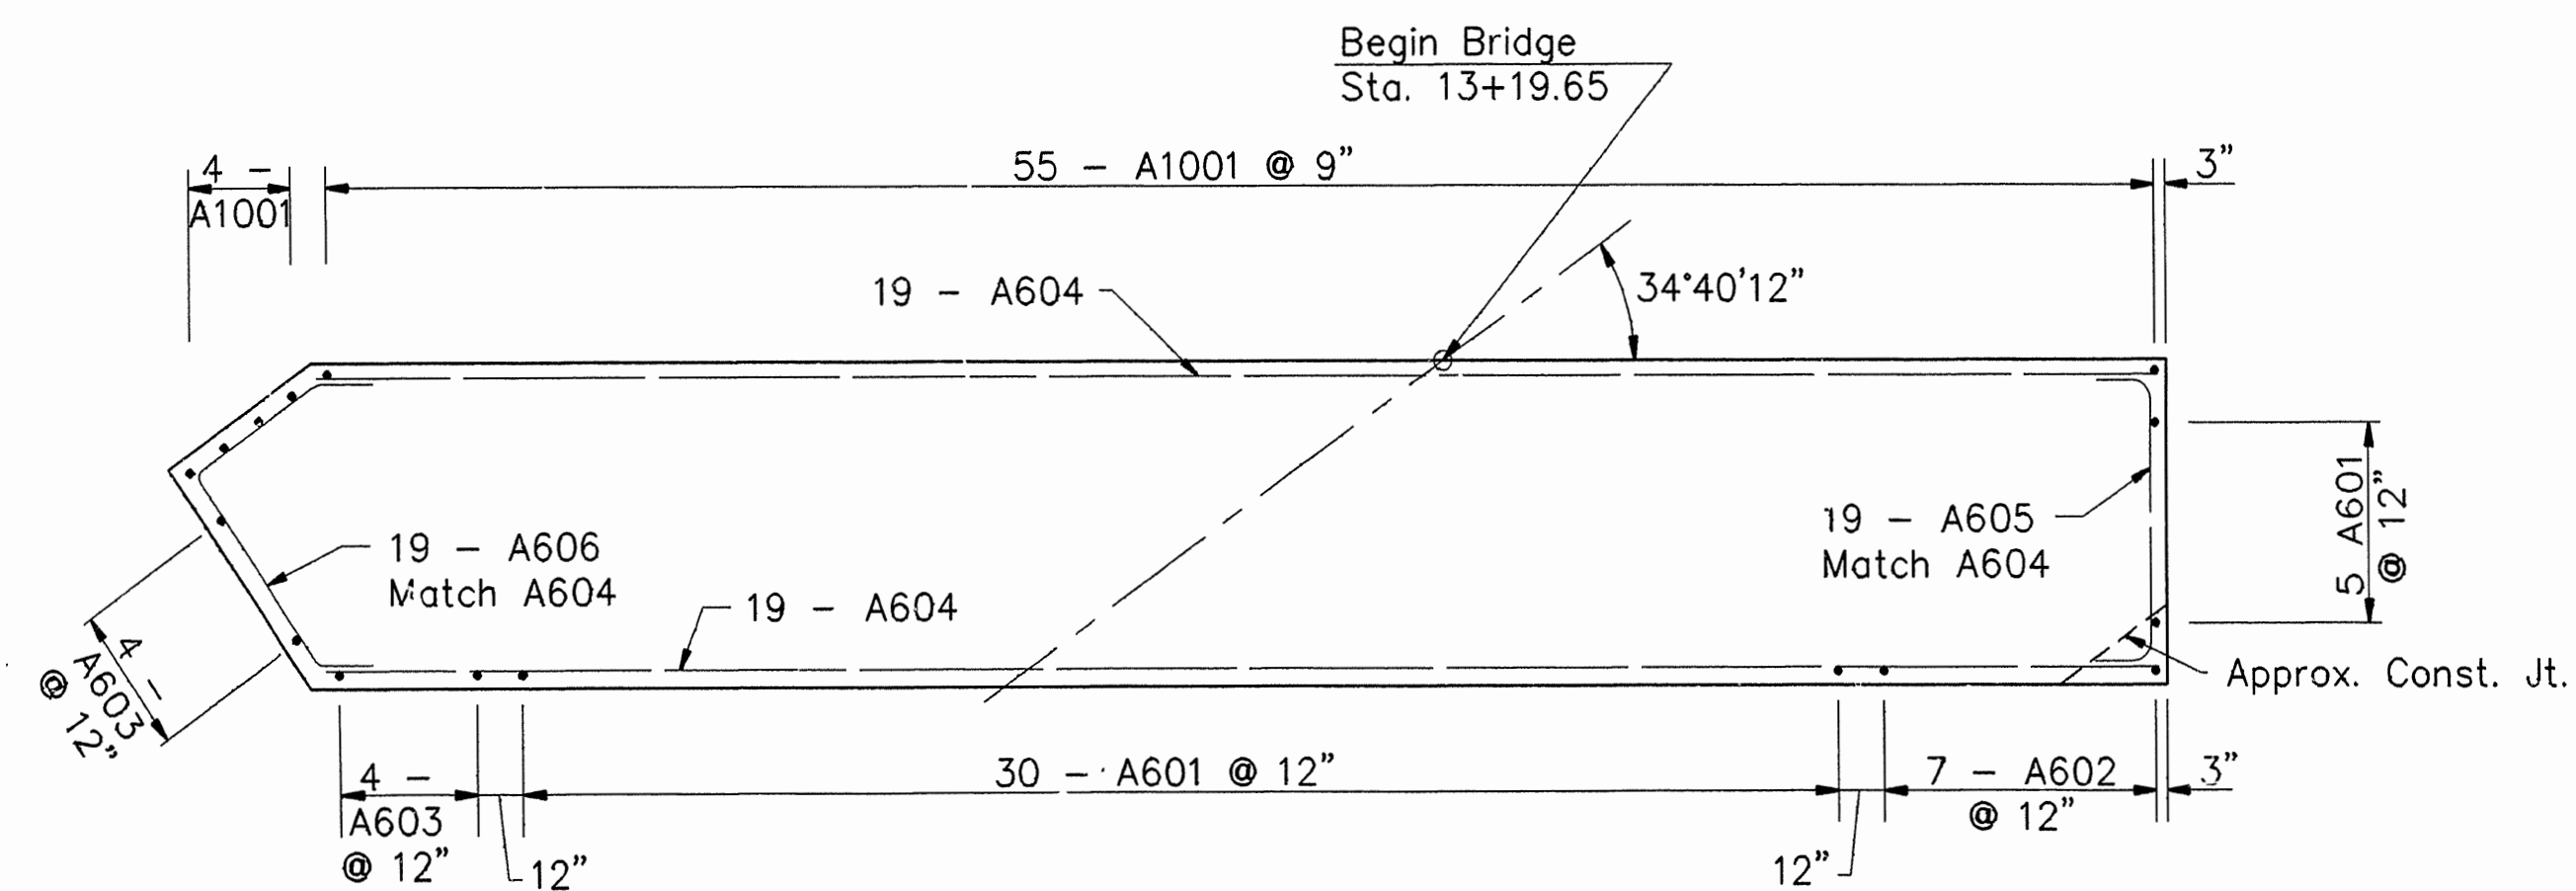 Begin Bridge
Sta. 13+19.65
4 -
A1001
55 - A1001 @ 9"
3"
19 - A604
34°40'12"
19 - A606
Match A604
19 - A604
19 - A605
Match A604
5 A601
@ 12"
4 -
A603
@ 12"
Approx. Const. Jt.
4 -
A603
@ 12"
12"
30 - A601 @ 12"
12"
7 - A602
@ 12"
3"